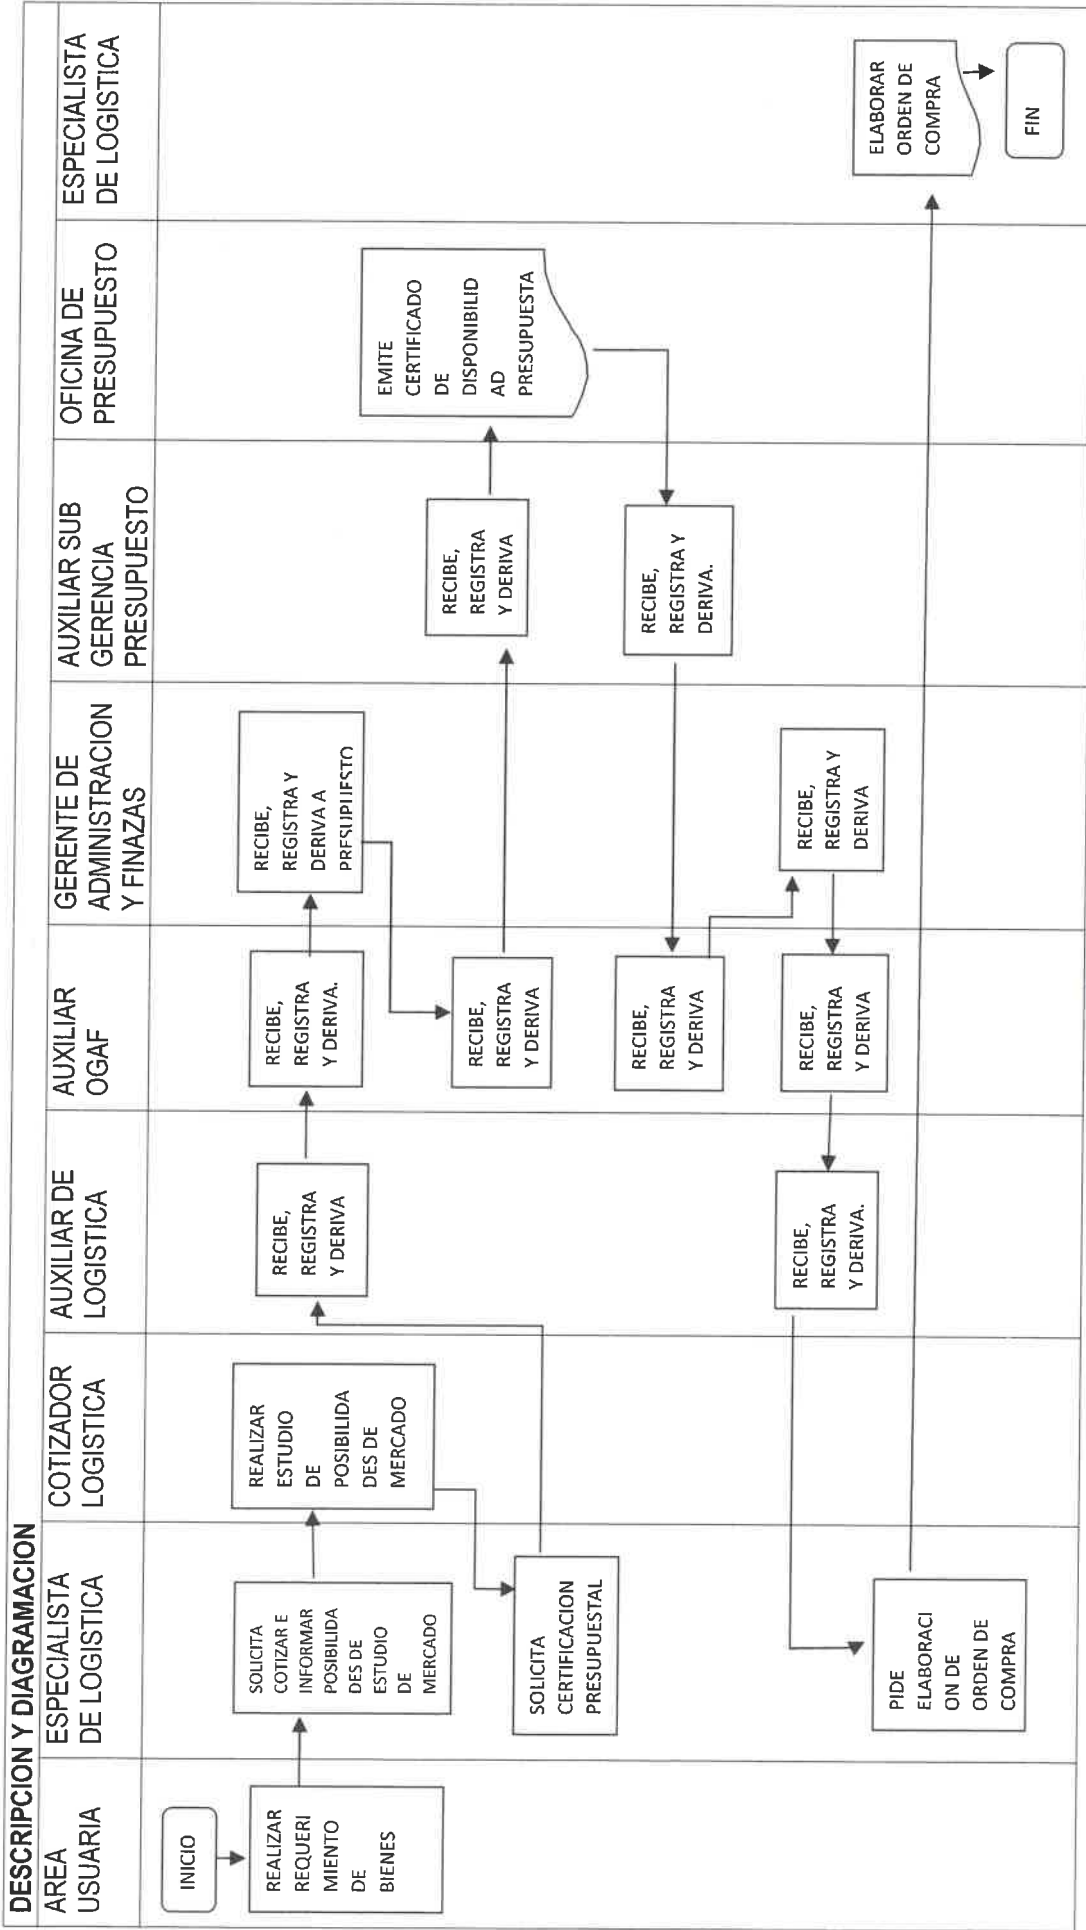 DESCRIPCION Y DIAGRAMACION
AREA
USUARIA
ESPECIALISTA
DE LOGISTICA
COTIZADOR
LOGISTICA
AUXILIAR DE
LOGISTICA
AUXILIAR
OGAF
GERENTE DE
ADMINISTRACION
Y FINAZAS
AUXILIAR SUB
GERENCIA
PRESUPUESTO
OFICINA DE
PRESUPUESTO
ESPECIALISTA
DE LOGISTICA
INICIO
REALIZAR
REQUERI
MIENTO
DE
BIENES
SOLICITA
COTIZAR E
INFORMAR
POSIBILIDA
DES DE
ESTUDIO
DE
MERCADO
REALIZAR
ESTUDIO
DE
POSIBILIDA
DES DE
MERCADO
SOLICITA
CERTIFICACION
PRESUPUESTAL
RECIBE,
REGISTRA
Y DERIVA
RECIBE,
REGISTRA
Y DERIVA.
RECIBE,
REGISTRA Y
DERIVA A
PRESUPUESTO
RECIBE,
REGISTRA
Y DERIVA
RECIBE,
REGISTRA
Y DERIVA
EMITE
CERTIFICADO
DE
DISPONIBILID
AD
PRESUPUESTA
RECIBE,
REGISTRA Y
DERIVA.
RECIBE,
REGISTRA
Y DERIVA
RECIBE,
REGISTRA Y
DERIVA
RECIBE,
REGISTRA
Y DERIVA
RECIBE,
REGISTRA
Y DERIVA.
PIDE
ELABORACI
ON DE
ORDEN DE
COMPRA
ELABORAR
ORDEN DE
COMPRA
FIN